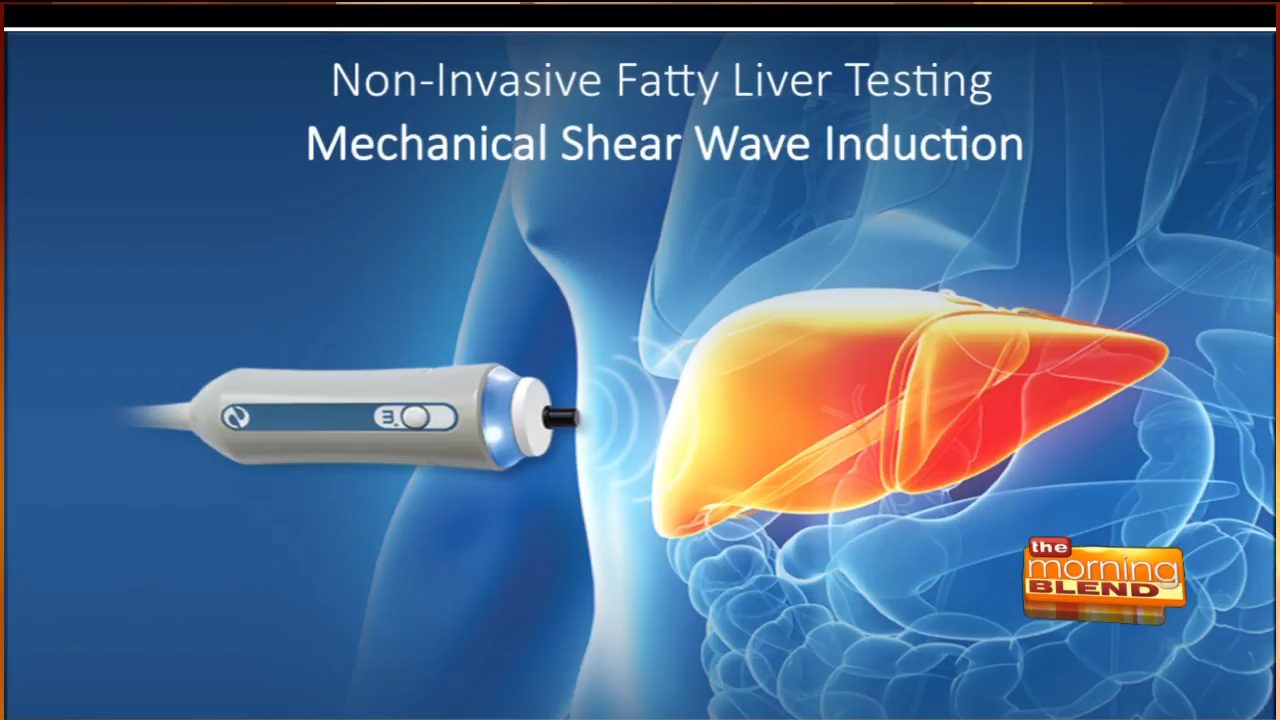 Non-Invasive Fatty Liver Testing
Mechanical Shear Wave Induction
e
m
the
morning
BLEND